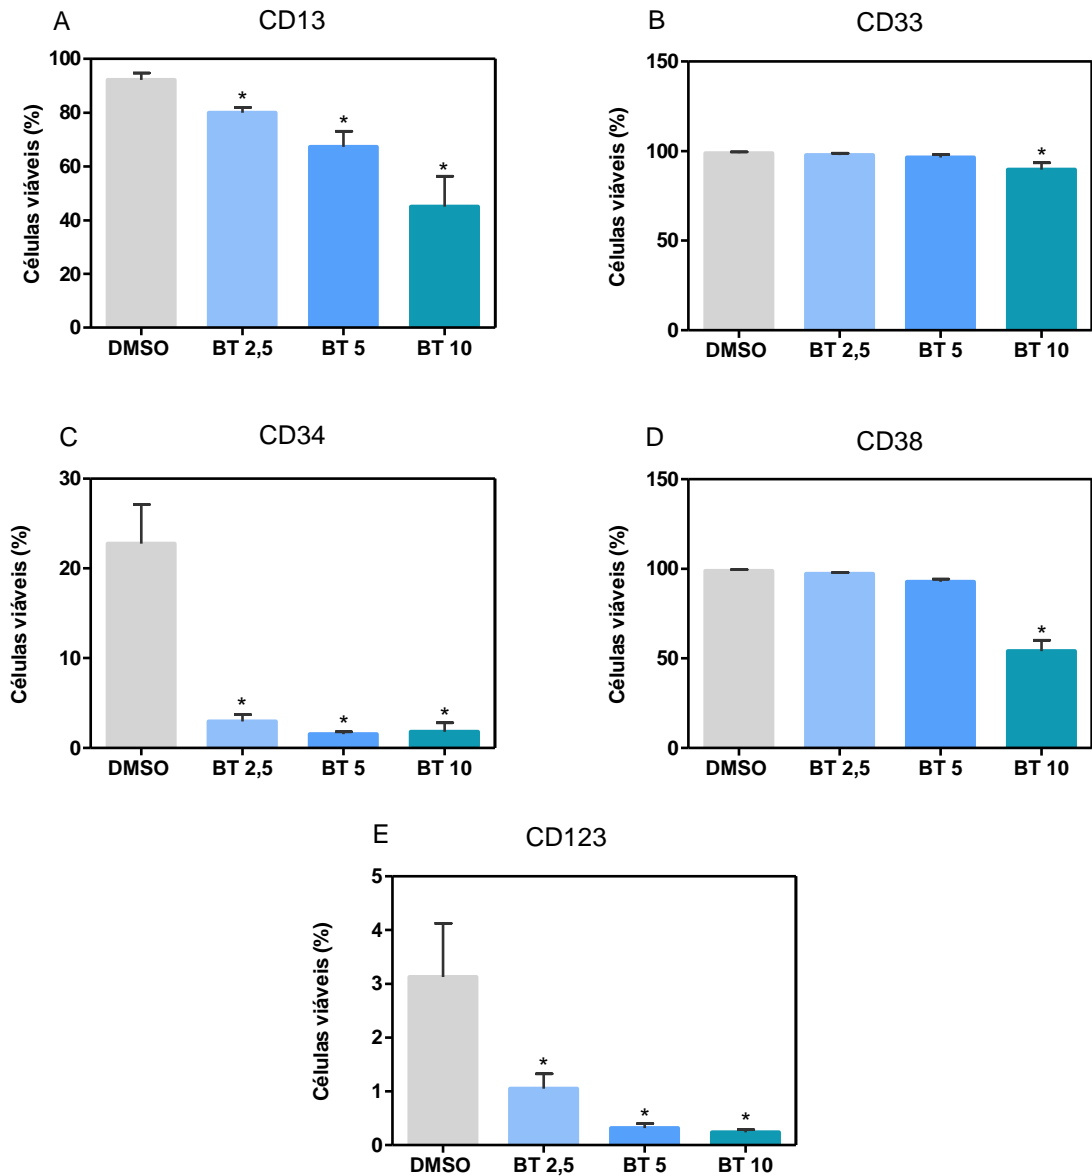 A
CD13
Células viáveis (%)
100
80
60
40
20
0
*
*
*
DMSO BT 2,5 BT 5 BT 10
B
CD33
Células viáveis (%)
150
100
50
0
*
DMSO BT 2,5 BT 5 BT 10
C
CD34
Células viáveis (%)
30
20
10
0
*
*
*
DMSO BT 2,5 BT 5 BT 10
D
CD38
Células viáveis (%)
150
100
50
0
*
DMSO BT 2,5 BT 5 BT 10
E
CD123
Células viáveis (%)
5
4
3
2
1
0
*
*
*
DMSO BT 2,5 BT 5 BT 10